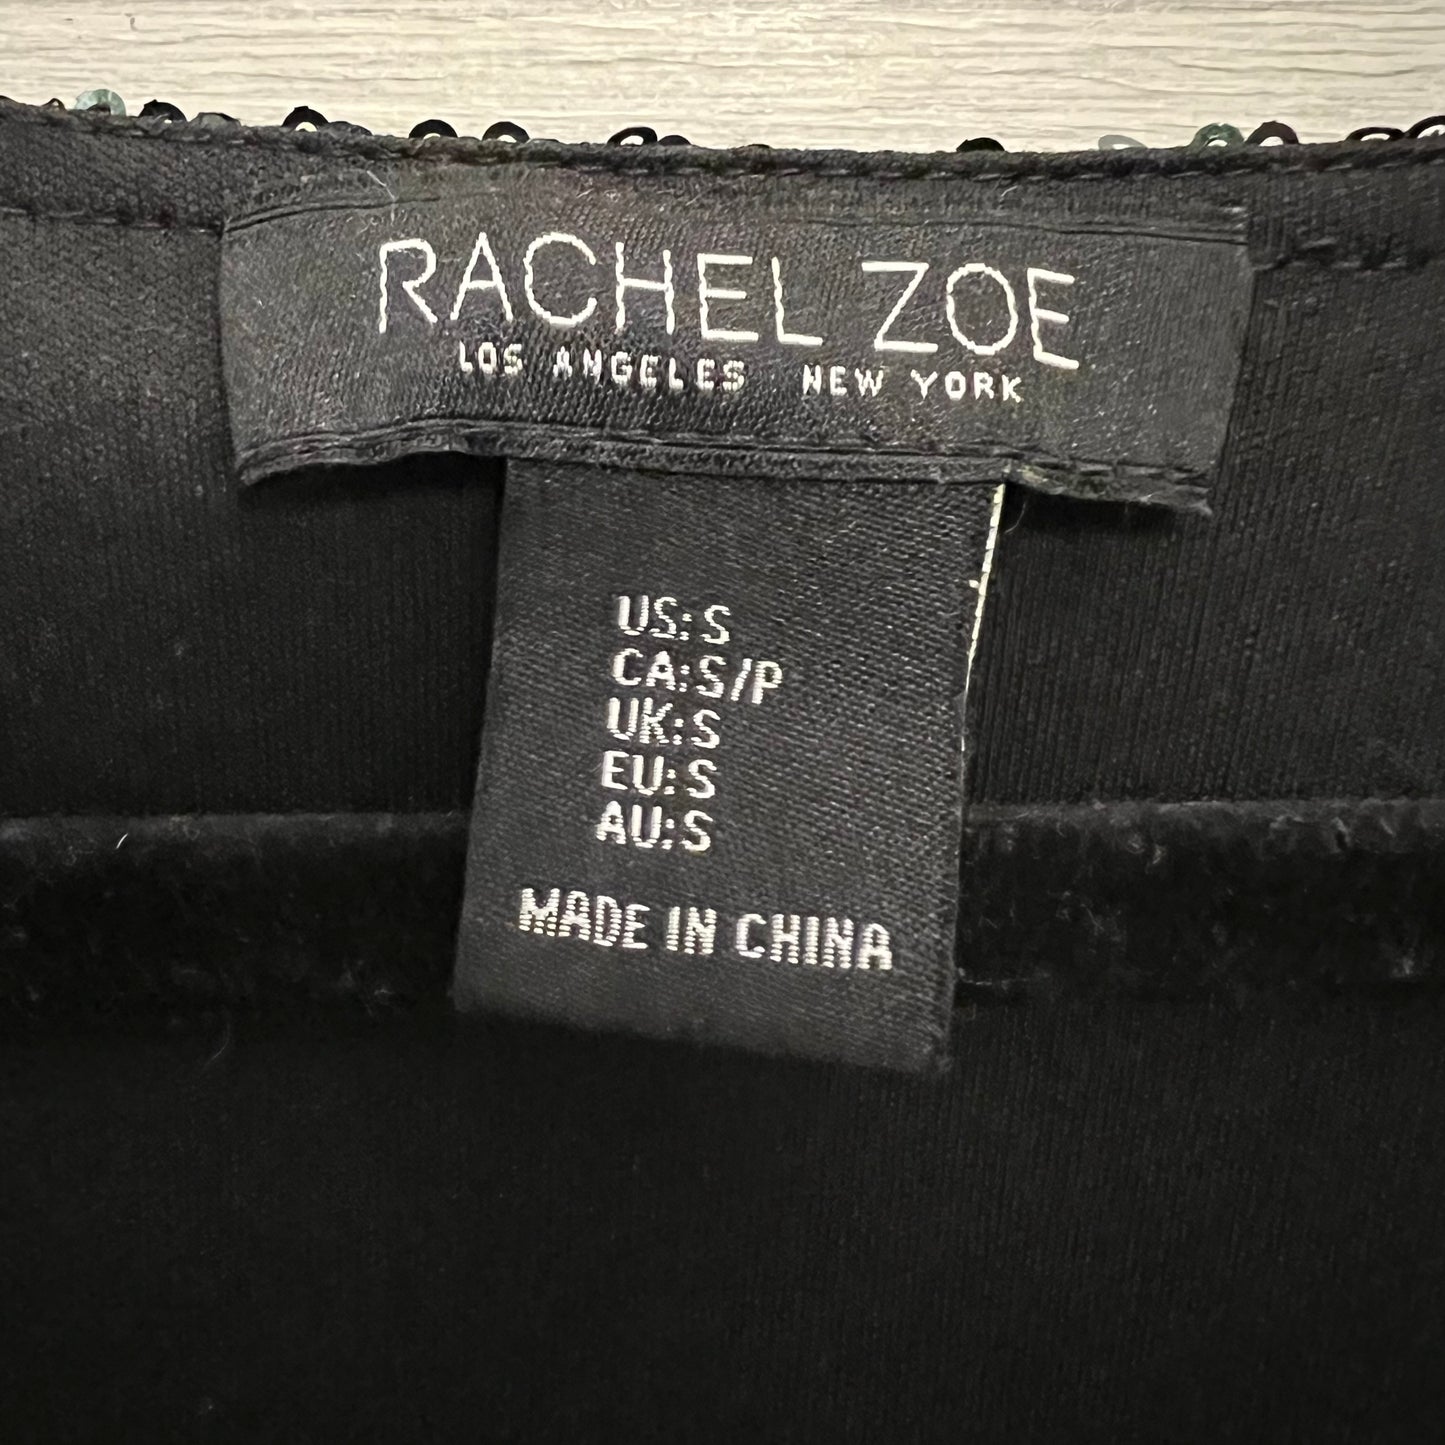 RACHEL ZOE
LOS ANGELES NEW YORK
US:S
CA:S/P
UK:S
EU:S
AU:S
MADE IN CHINA